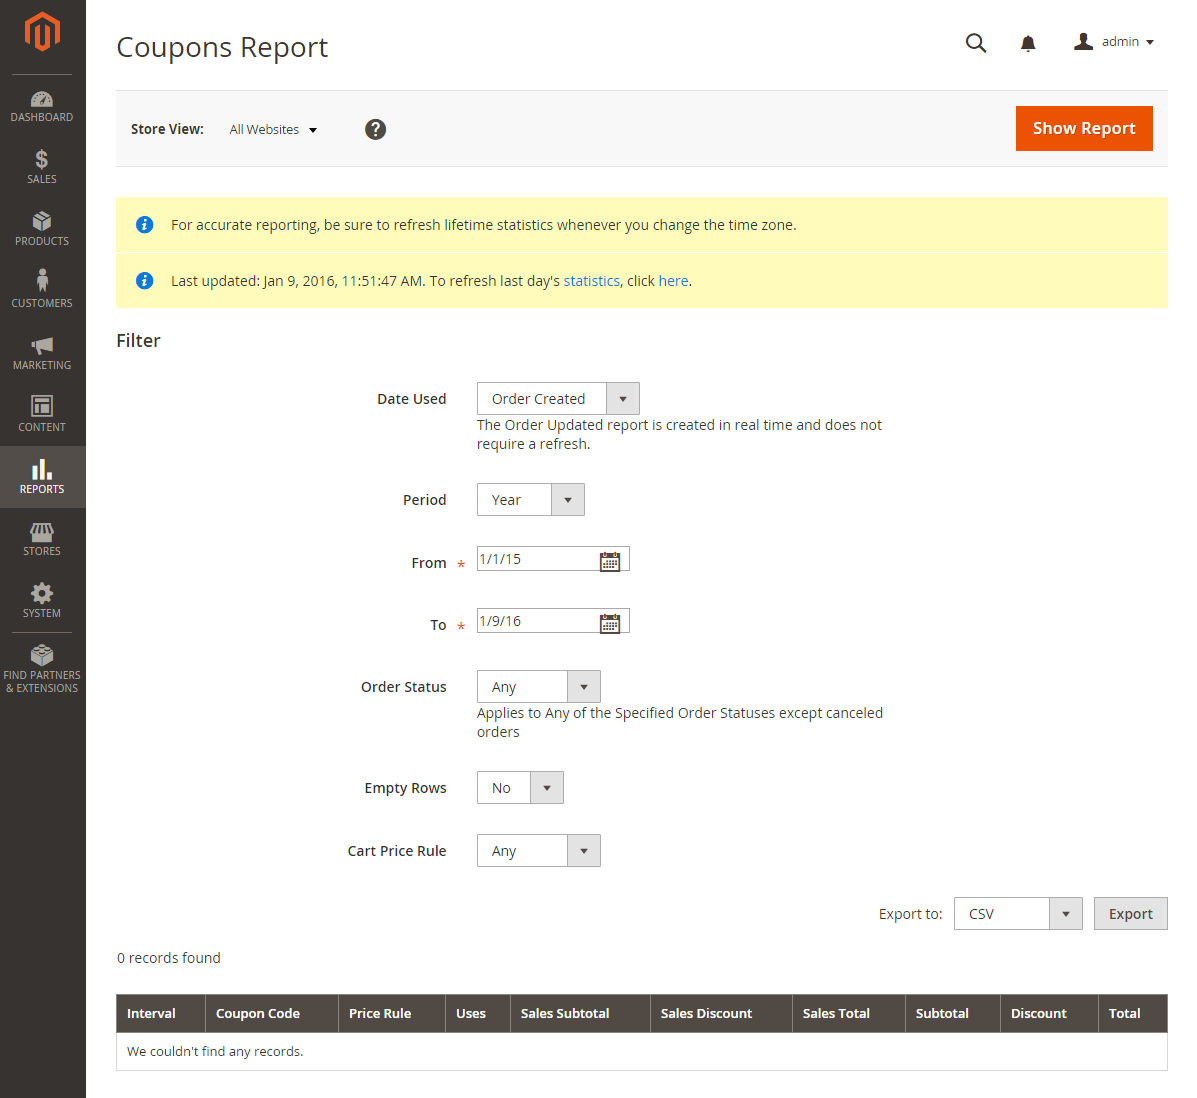 Coupons Report
admin
DASHBOARD
SALES
PRODUCTS
CUSTOMERS
MARKETING
CONTENT
REPORTS
STORES
SYSTEM
FIND PARTNERS
& EXTENSIONS
Store View: All Websites ?
Show Report
For accurate reporting, be sure to refresh lifetime statistics whenever you change the time zone.
Last updated: Jan 9, 2016, 11:51:47 AM. To refresh last day's statistics, click here.
Filter
Date Used Order Created
The Order Updated report is created in real time and does not
require a refresh.
Period Year
From * 1/1/15
To * 1/9/16
Order Status Any
Applies to Any of the Specified Order Statuses except canceled
orders
Empty Rows No
Cart Price Rule Any
Export to: CSV Export
0 records found
Interval Coupon Code Price Rule Uses Sales Subtotal Sales Discount Sales Total Subtotal Discount Total
We couldn't find any records.